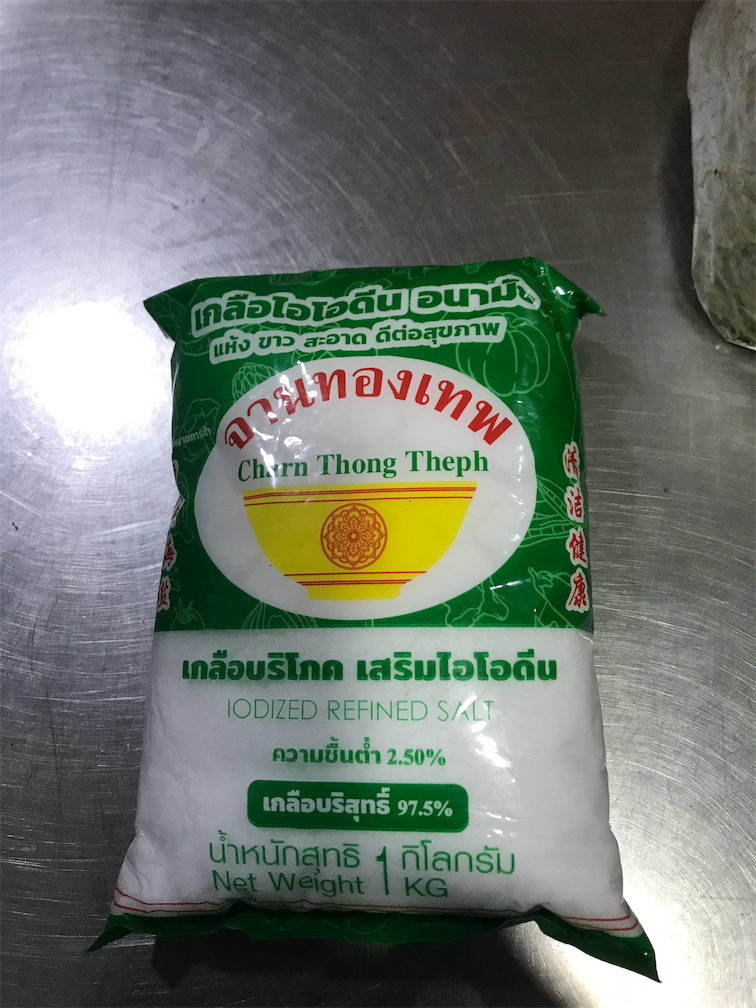 เกลือไอโอดีน อนามัย
แห้ง ขาว สะอาด ดีต่อสุขภาพ
จานทองเทพ
Charn Thong Theph
清洁健康
เกลือบริโภค เสริมไอโอดีน
IODIZED REFINED SALT
ความชื้นต่ำ 2.50%
เกลือบริสุทธิ์ 97.5%
น้ำหนักสุทธิ 1 กิโลกรัม
Net Weight KG